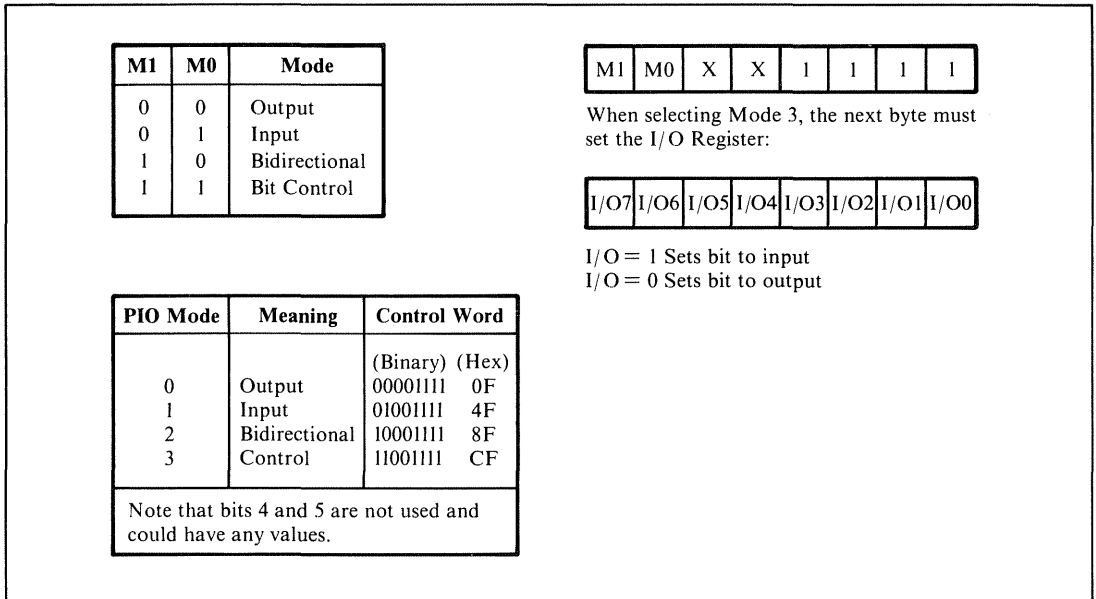 M1 M0 Mode
0 0 Output
0 1 Input
1 0 Bidirectional
1 1 Bit Control
M1 M0 X X 1 1 1 1
When selecting Mode 3, the next byte must
set the I/O Register:
I/O7 I/O6 I/O5 I/O4 I/O3 I/O2 I/O1 I/O0
I/O = 1 Sets bit to input
I/O = 0 Sets bit to output
PIO Mode Meaning Control Word
(Binary) (Hex)
0 Output 00001111 0F
1 Input 01001111 4F
2 Bidirectional 10001111 8F
3 Control 11001111 CF
Note that bits 4 and 5 are not used and
could have any values.